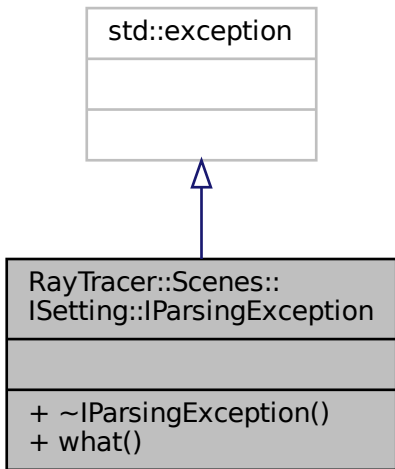 std::exception
RayTracer::Scenes::
ISetting::IParsingException
+ ~IParsingException()
+ what()